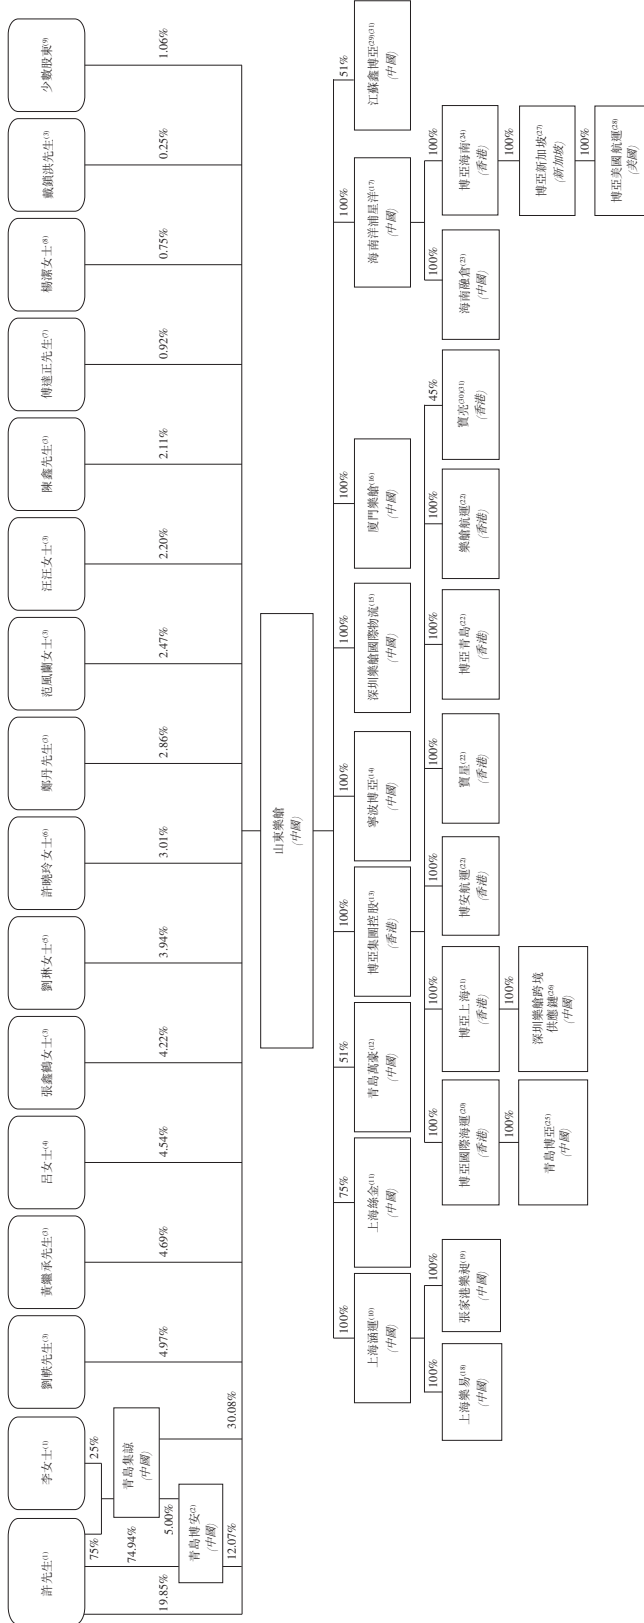 許先生(1)
李女士(1)
劉軼先生(3)
黃繼承先生(3)
呂女士(4)
張鑫鶴女士(3)
劉琳女士(5)
許曉玲女士(6)
鄭丹先生(3)
范風蘭女士(3)
汪汪女士(3)
陳鑫先生(3)
傅達正先生(7)
楊潔女士(8)
戴鎖洪先生(3)
少數股東(9)
75%
25%
青島集諒
(中國)
74.94%
5.00%
青島博安(2)
(中國)
19.85%
12.07%
30.08%
4.97%
4.69%
4.54%
4.22%
3.94%
3.01%
2.86%
2.47%
2.20%
2.11%
0.92%
0.75%
0.25%
1.06%
山東樂艙
(中國)
100%
75%
51%
100%
100%
100%
100%
100%
51%
上海涵運(10)
(中國)
上海絲金(11)
(中國)
青島萬豪(12)
(中國)
博亞集團控股(13)
(香港)
寧波博亞(14)
(中國)
深圳樂艙國際物流(15)
(中國)
廈門樂艙(16)
(中國)
海南洋浦星洋(17)
(中國)
江蘇鑫博亞(29)(31)
(中國)
100%
100%
100%
100%
100%
100%
100%
100%
45%
100%
100%
上海樂易(18)
(中國)
張家港樂昶(19)
(中國)
博亞國際海運(20)
(香港)
博亞上海(21)
(香港)
博安航運(22)
(香港)
寶星(22)
(香港)
博亞青島(22)
(香港)
樂艙航運(22)
(香港)
寶亮(30)(31)
(香港)
海南融倉(23)
(中國)
博亞海南(24)
(香港)
100%
100%
100%
青島博亞(25)
(中國)
深圳樂艙跨境
供應鏈(26)
(中國)
博亞新加坡(27)
(新加坡)
100%
博亞美國航運(28)
(美國)